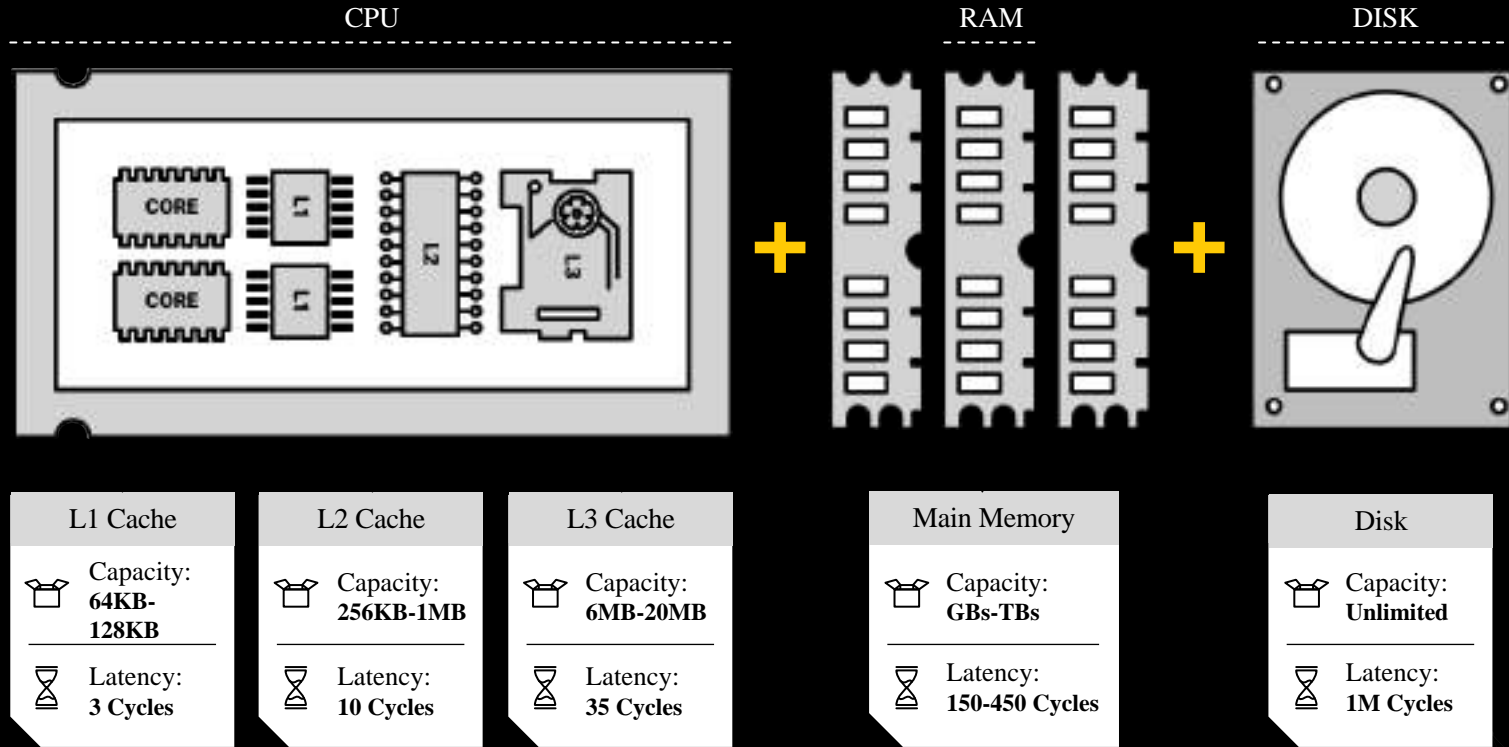 CPU
RAM
DISK
CORE
L1
CORE
L1
L2
L3
L1 Cache
Capacity:
64KB-
128KB
Latency:
3 Cycles
L2 Cache
Capacity:
256KB-1MB
Latency:
10 Cycles
L3 Cache
Capacity:
6MB-20MB
Latency:
35 Cycles
Main Memory
Capacity:
GBs-TBs
Latency:
150-450 Cycles
Disk
Capacity:
Unlimited
Latency:
1M Cycles